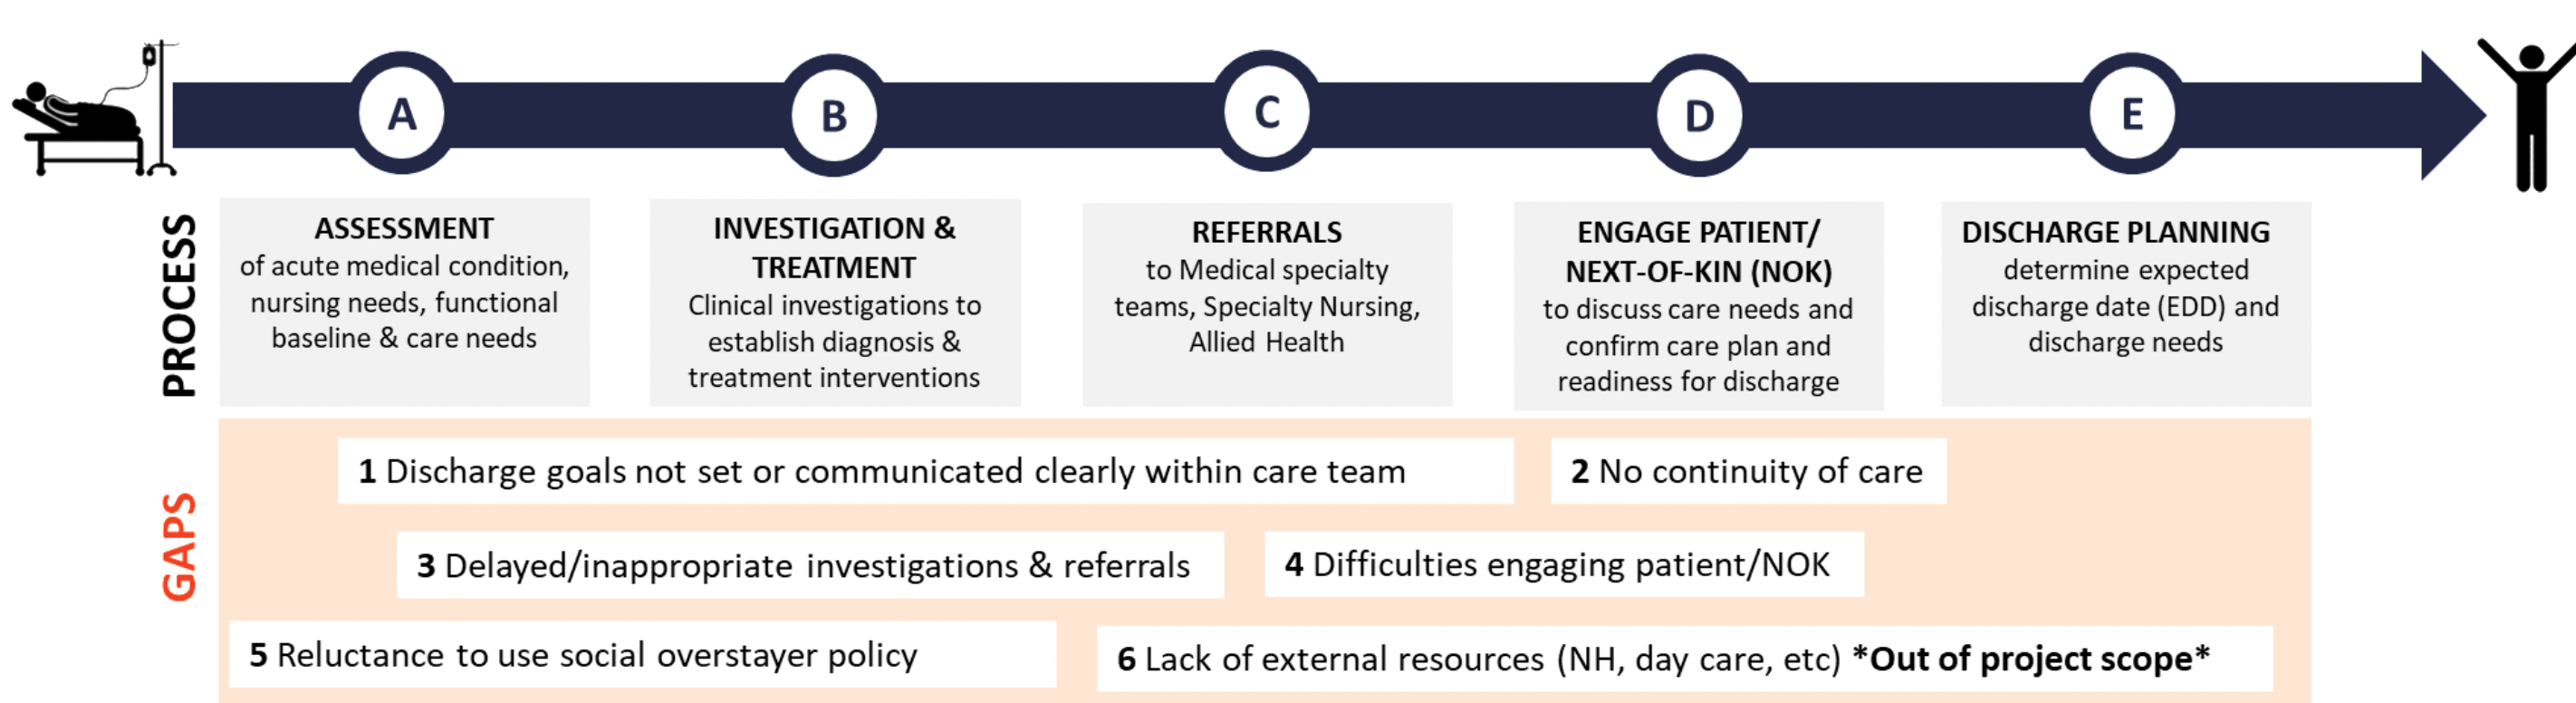 A
B
C
D
E
PROCESS
ASSESSMENT
of acute medical condition,
nursing needs, functional
baseline & care needs
INVESTIGATION &
TREATMENT
Clinical investigations to
establish diagnosis &
treatment interventions
REFERRALS
to Medical specialty
teams, Specialty Nursing,
Allied Health
ENGAGE PATIENT/
NEXT-OF-KIN (NOK)
to discuss care needs and
confirm care plan and
readiness for discharge
DISCHARGE PLANNING
determine expected
discharge date (EDD) and
discharge needs
GAPS
1 Discharge goals not set or communicated clearly within care team
2 No continuity of care
3 Delayed/inappropriate investigations & referrals
4 Difficulties engaging patient/NOK
5 Reluctance to use social overstayer policy
6 Lack of external resources (NH, day care, etc) *Out of project scope*